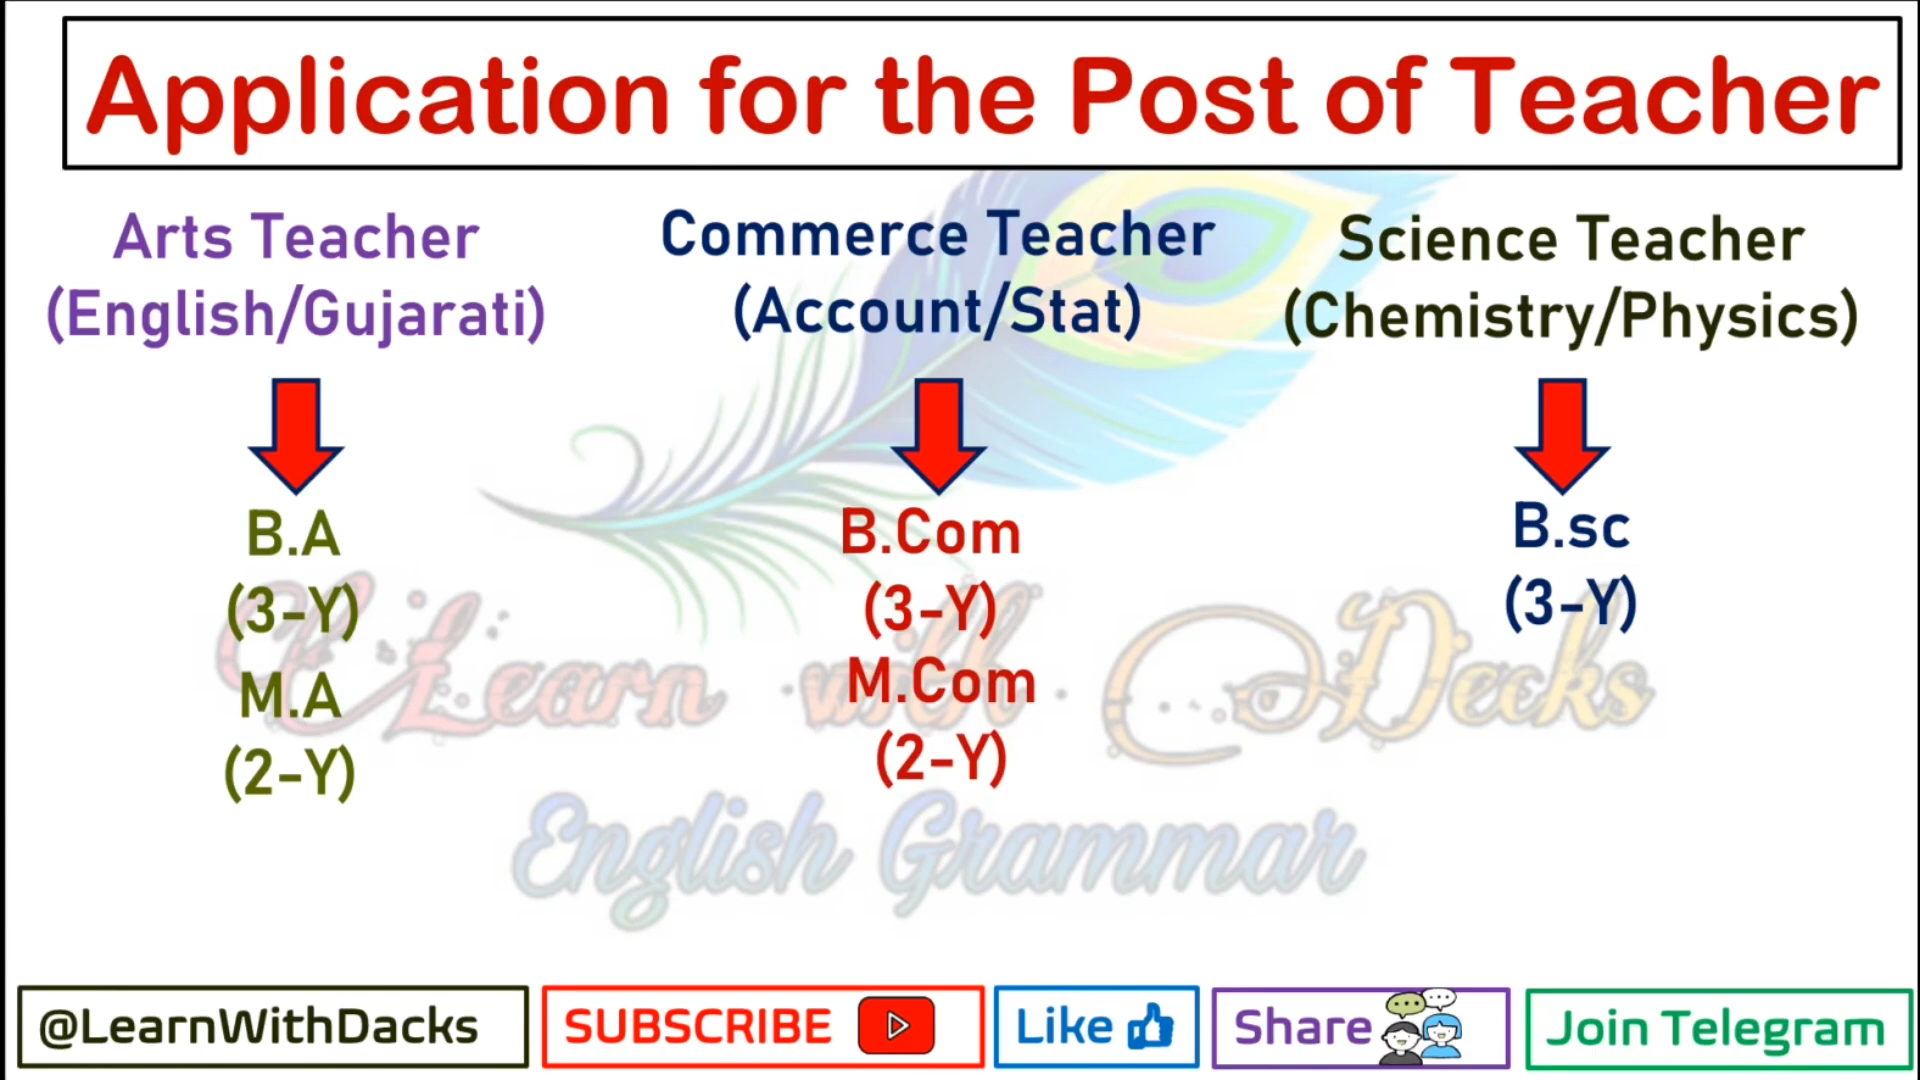 Application for the Post of Teacher
Arts Teacher
(English/Gujarati)
B.A
(3-Y)
M.A
(2-Y)
Commerce Teacher
(Account/Stat)
B.Com
(3-Y)
M.Com
(2-Y)
Science Teacher
(Chemistry/Physics)
B.sc
(3-Y)
Learn with Dacks
English Grammar
@LearnWithDacks
SUBSCRIBE
Like
Share
Join Telegram